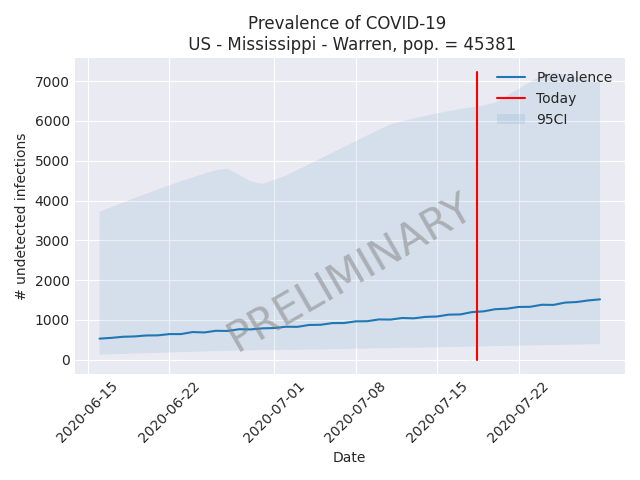 Prevalence of COVID-19
US - Mississippi - Warren, pop. = 45381
# undetected infections
7000
6000
5000
4000
3000
2000
1000
0
Prevalence
Today
95CI
PRELIMINARY
2020-06-15
2020-06-22
2020-07-01
2020-07-08
2020-07-15
2020-07-22
Date